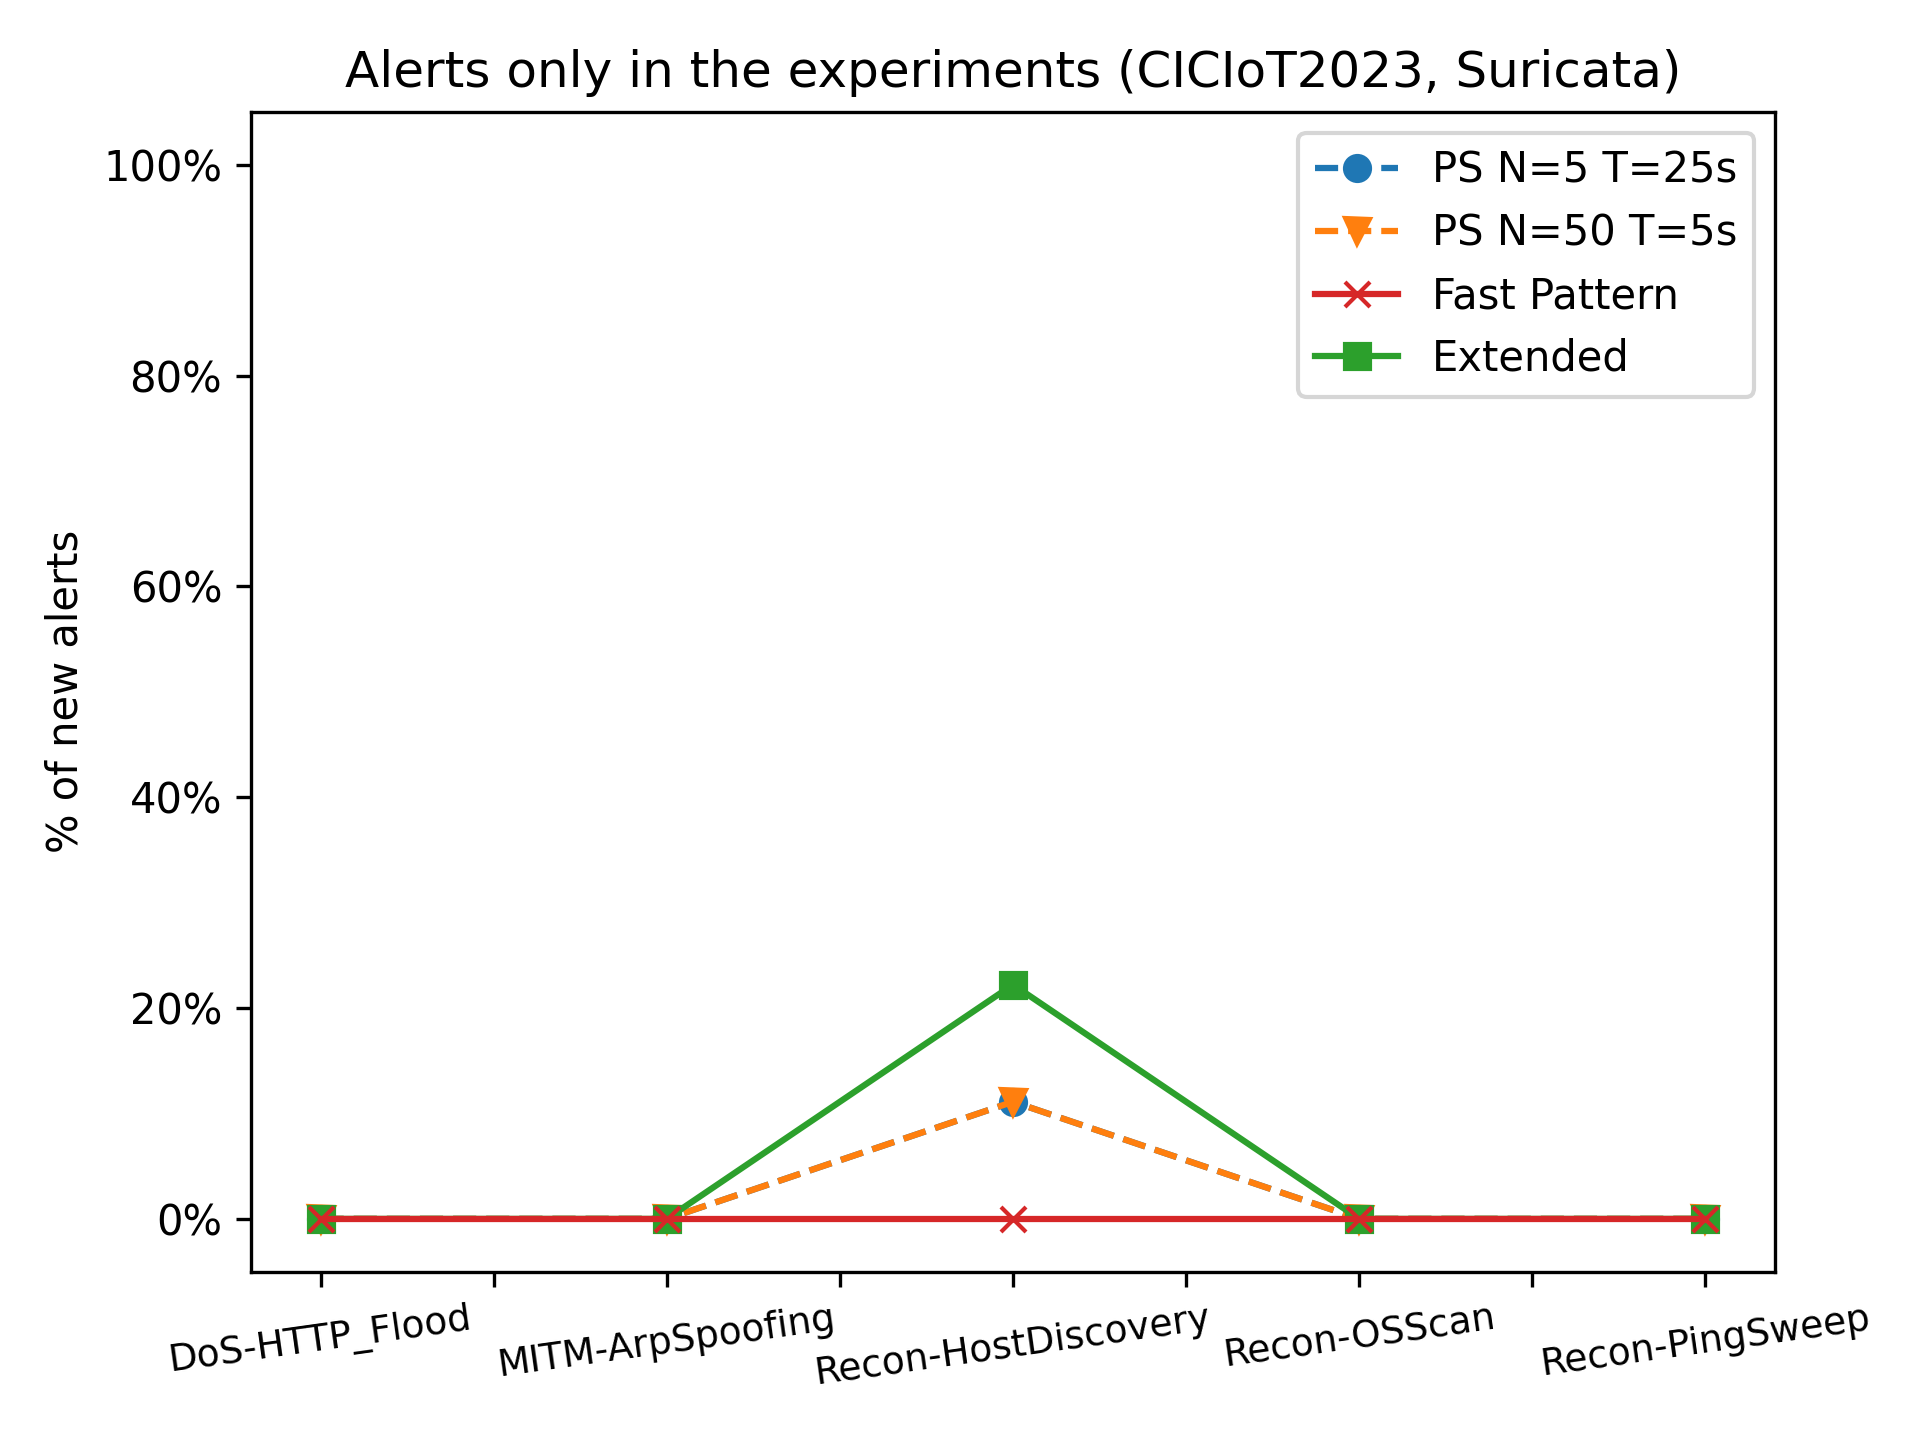 Alerts only in the experiments (CICIoT2023, Suricata)
PS N=5 T=25s
PS N=50 T=5s
Fast Pattern
Extended
% of new alerts
100%
80%
60%
40%
20%
0%
DoS-HTTP_Flood
MITM-ArpSpoofing
Recon-HostDiscovery
Recon-OSScan
Recon-PingSweep